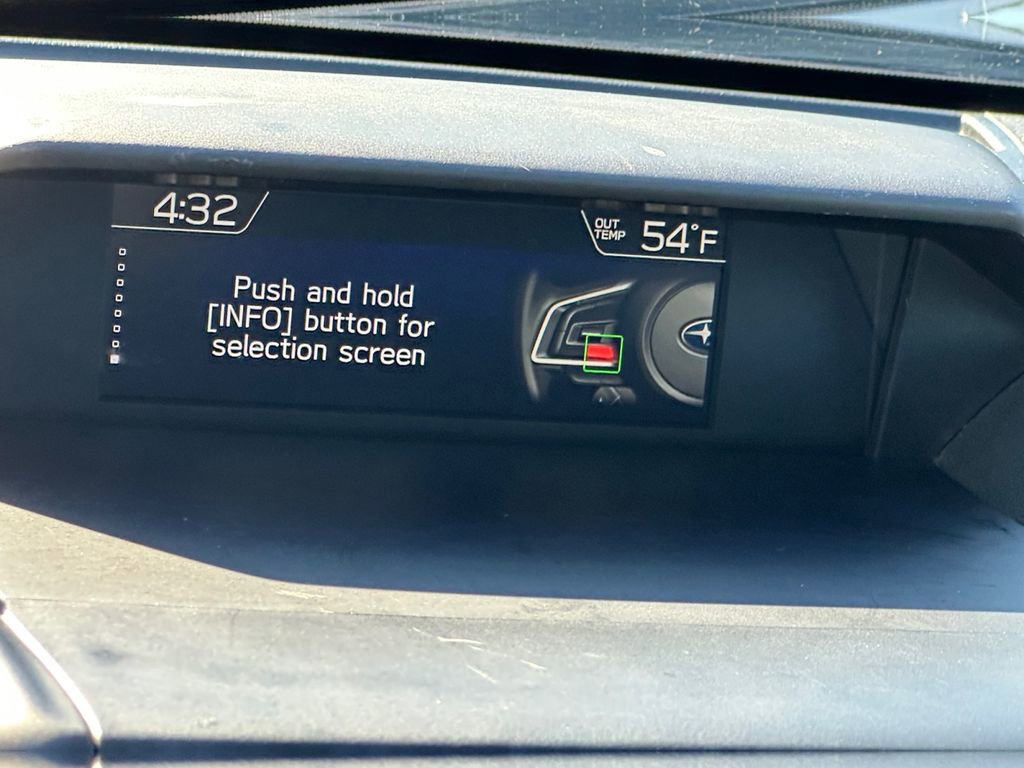 4:32
OUT
TEMP
54°F
Push and hold
[INFO] button for
selection screen